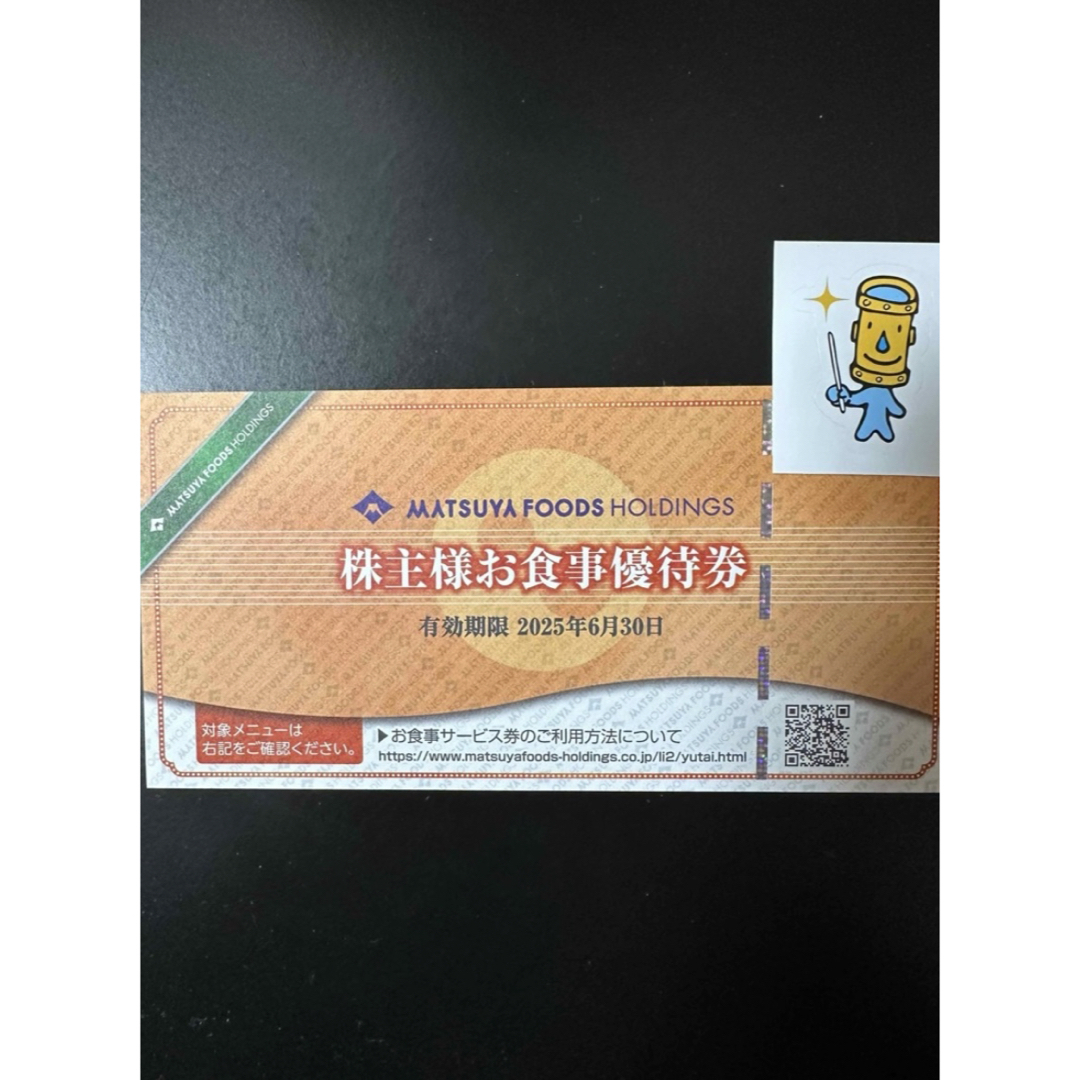 MATSUYA FOODS HOLDINGS
MATSUYA FOODS HOLDINGS
株主様お食事優待券
有効期限 2025年6月30日
対象メニューは
右記をご確認ください。
▶お食事サービス券のご利用方法について
https://www.matsuyafoods-holdings.co.jp/li2/yutai.html